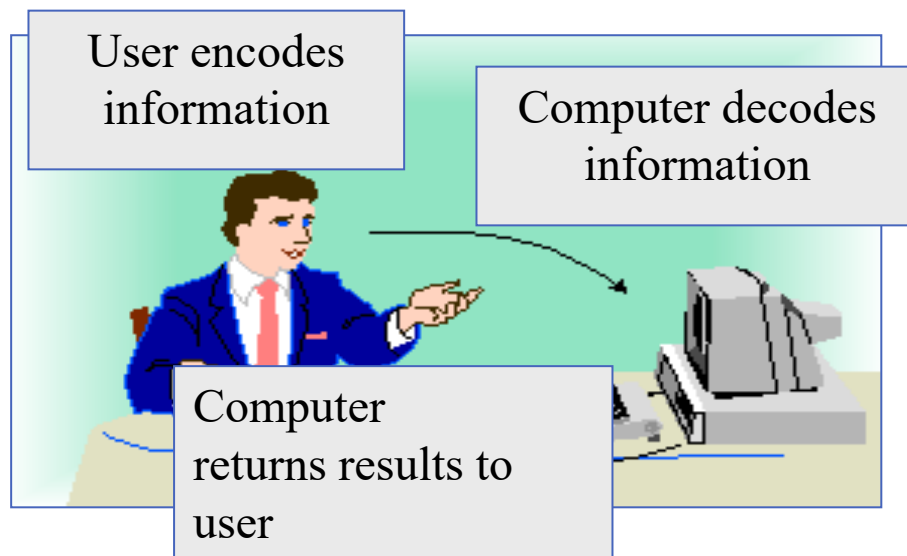 User encodes
information
Computer decodes
information
Computer
returns results to
user